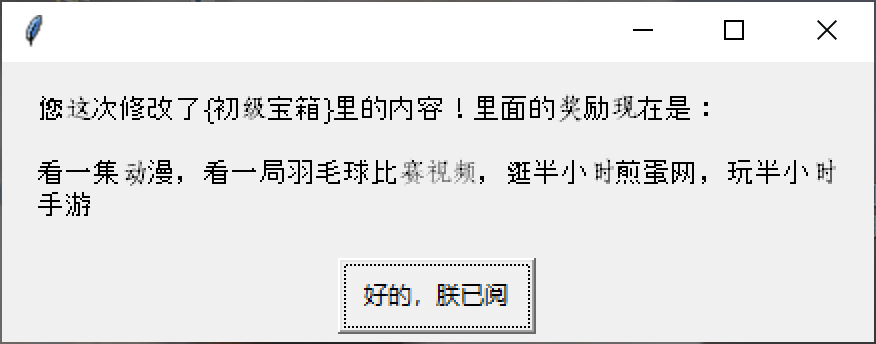 您这次修改了{初级宝箱}里的内容！里面的奖励现在是：
看一集动漫，看一局羽毛球比赛视频，逛半小时煎蛋网，玩半小时
手游
好的，朕已阅